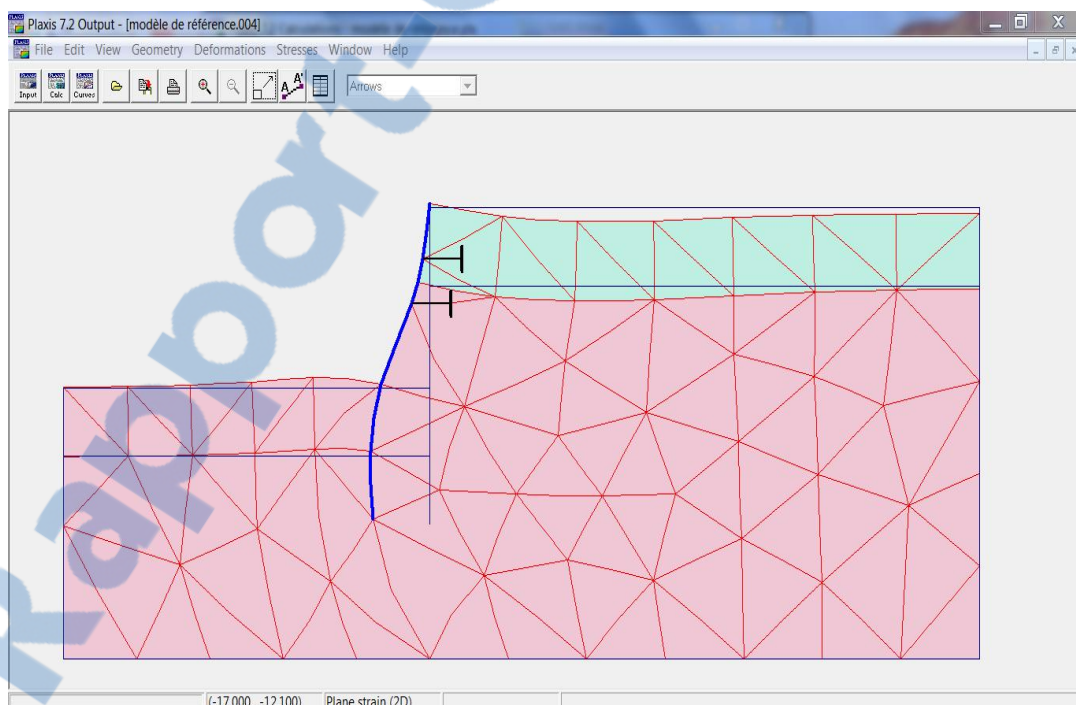 Plaxis 7.2 Output - [modèle de référence.004]
File Edit View Geometry Deformations Stresses Window Help
Input Calc Curves A A' Arrows
(-17.000 -12.100) Plane strain (2D)
Rapport